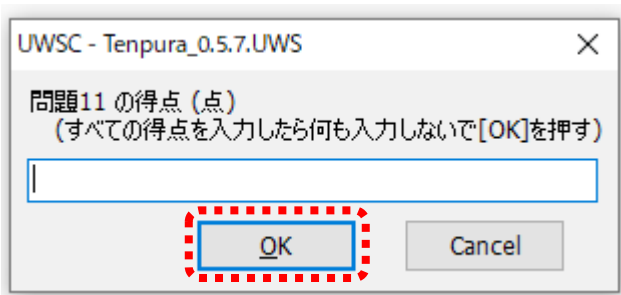 UWSC - Tenpura_0.5.7.UWS
問題11 の得点 (点)
(すべての得点を入力したら何も入力しないで[OK]を押す)
OK
Cancel